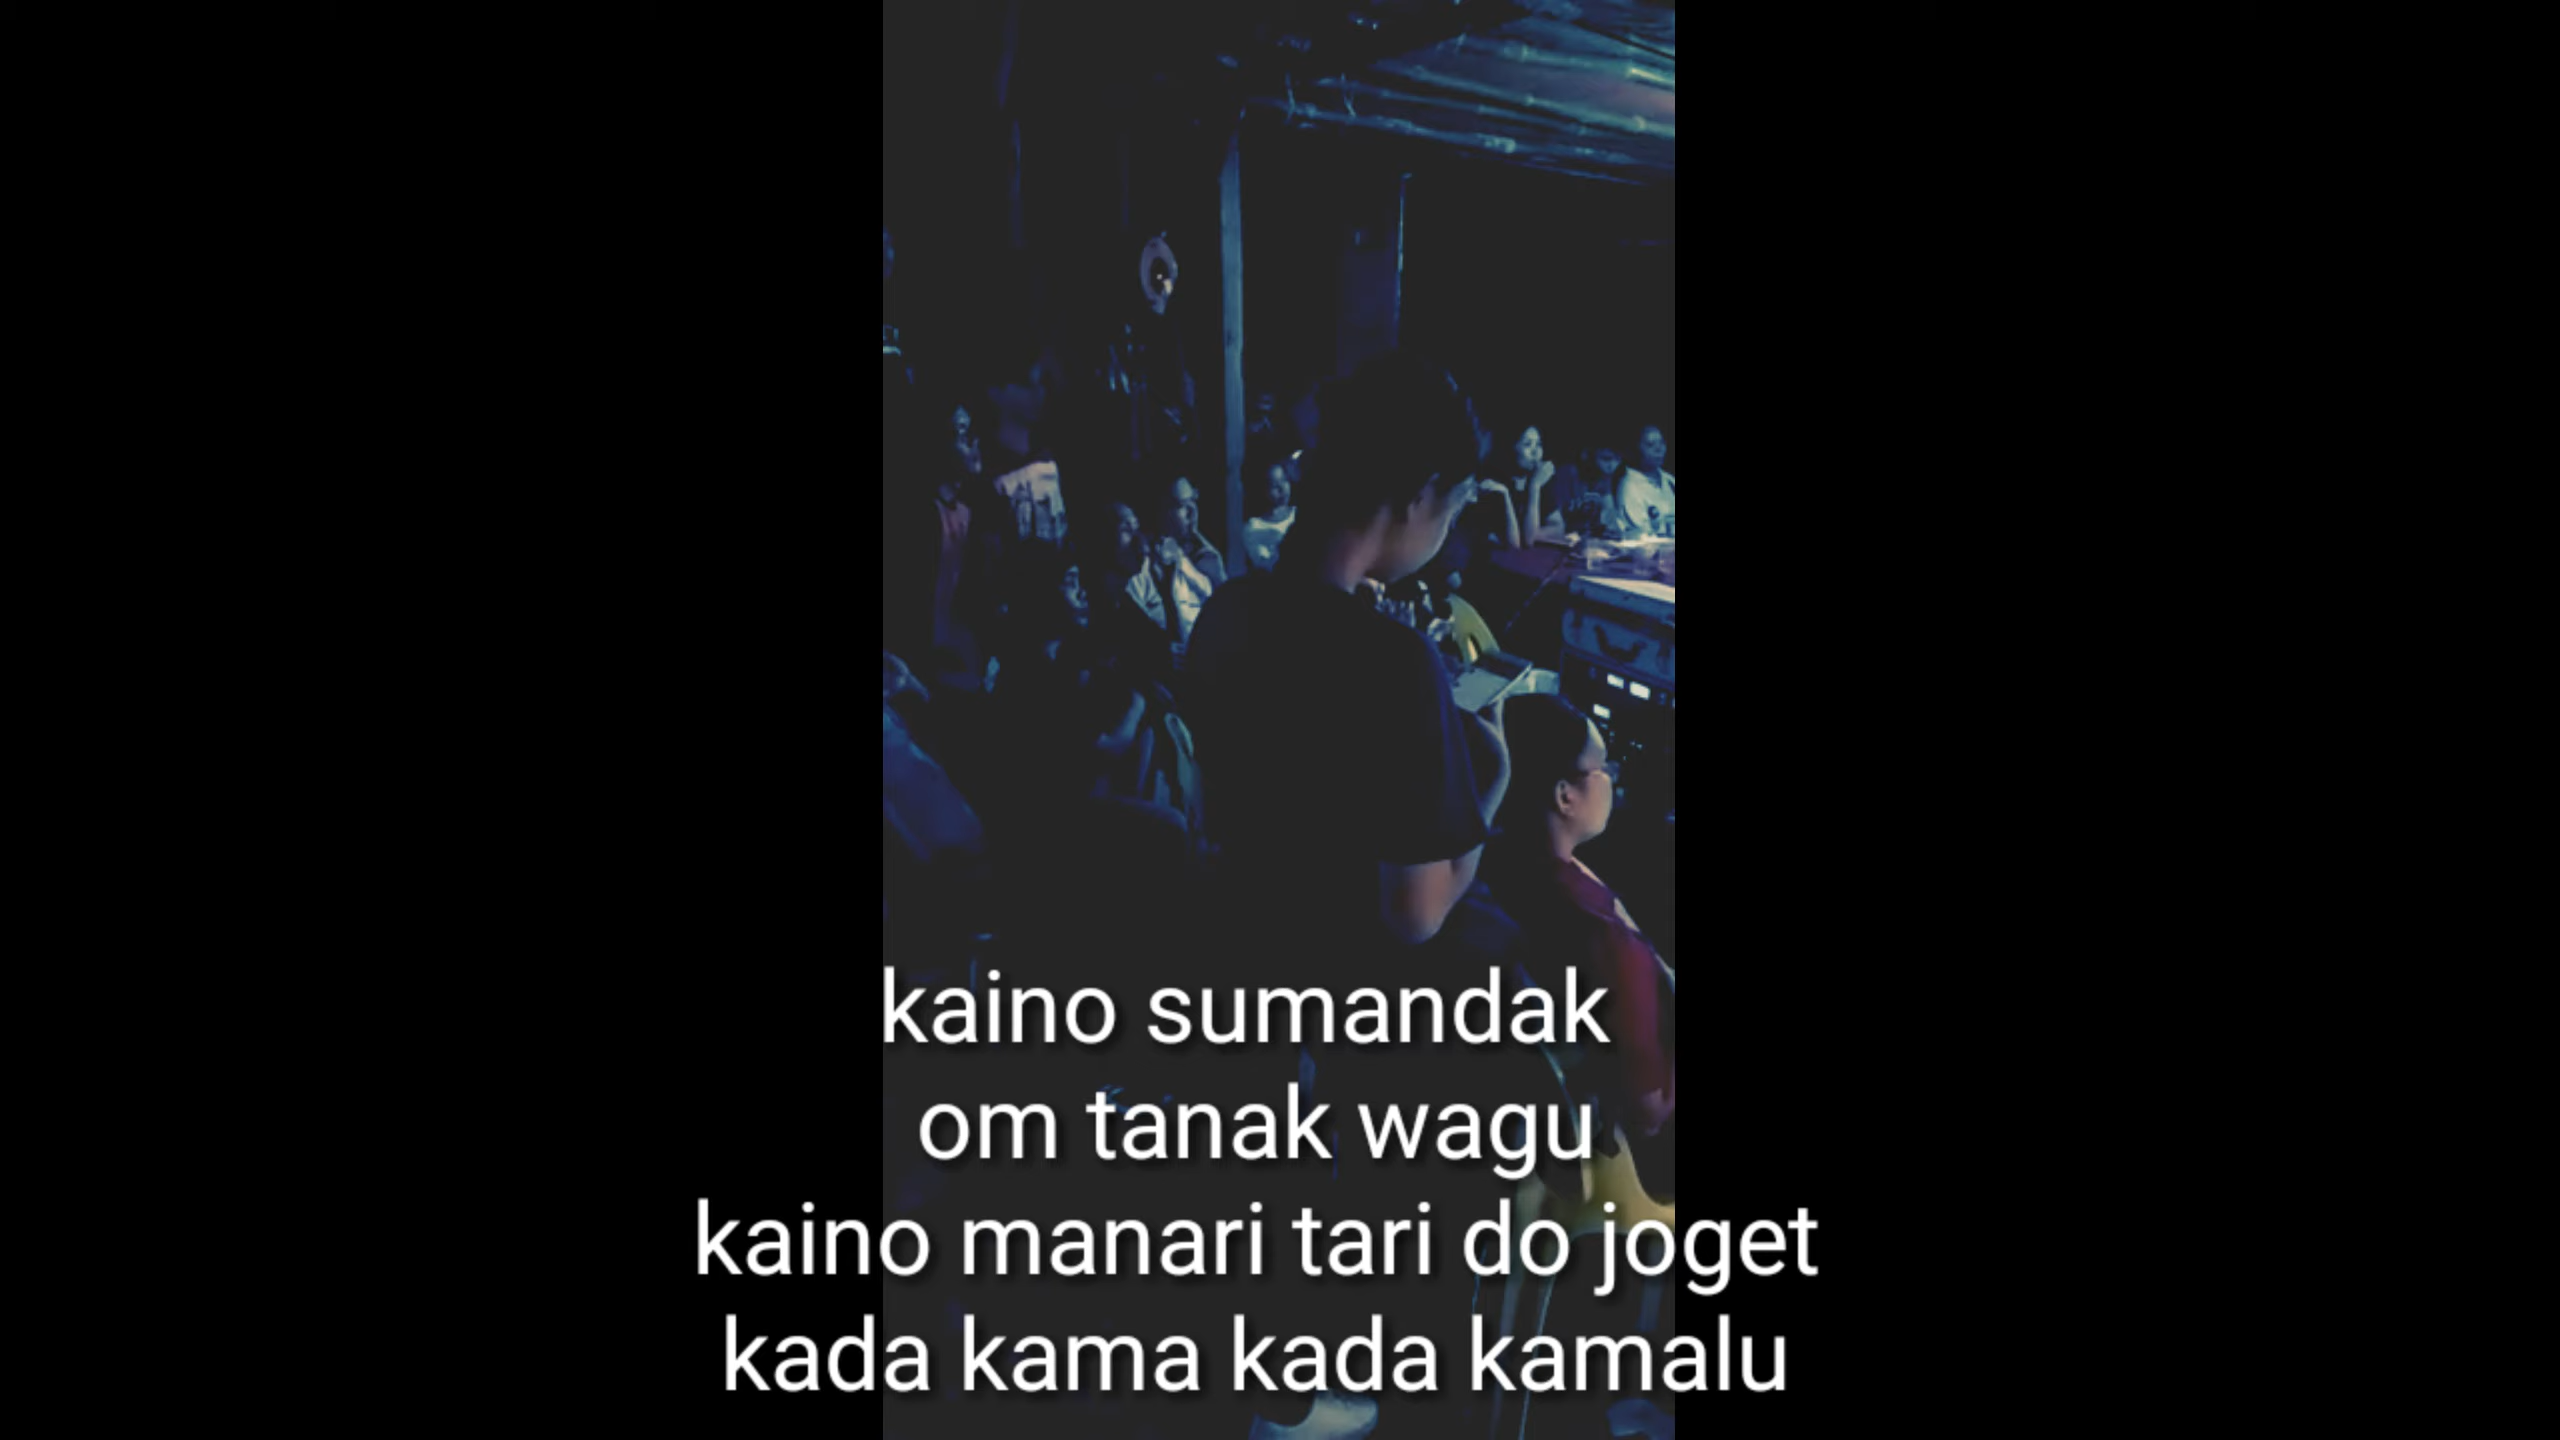 kaino sumandak
om tanak wagu
kaino manari tari do joget
kada kama kada kamalu